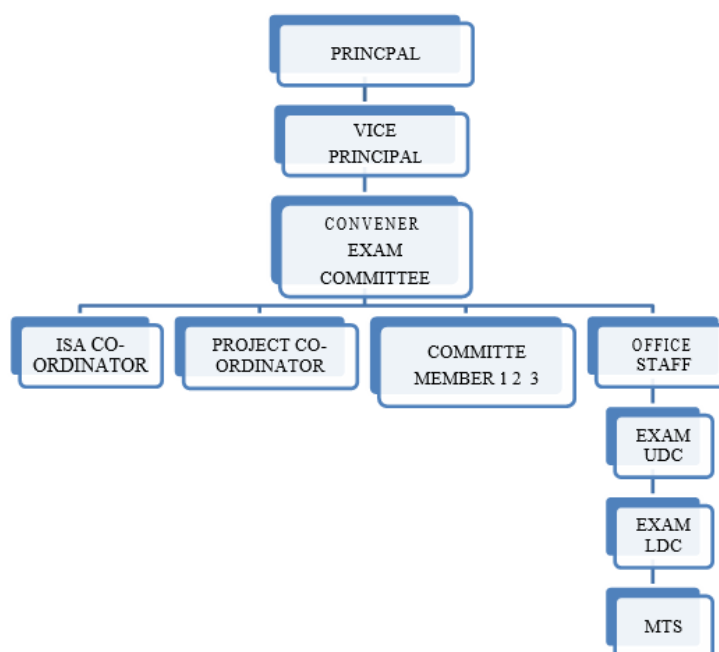 PRINCPAL
VICE
PRINCIPAL
CONVENER
EXAM
COMMITTEE
ISA CO-
ORDINATOR
PROJECT CO-
ORDINATOR
COMMITTE
MEMBER 1 2 3
OFFICE
STAFF
EXAM
UDC
EXAM
LDC
MTS